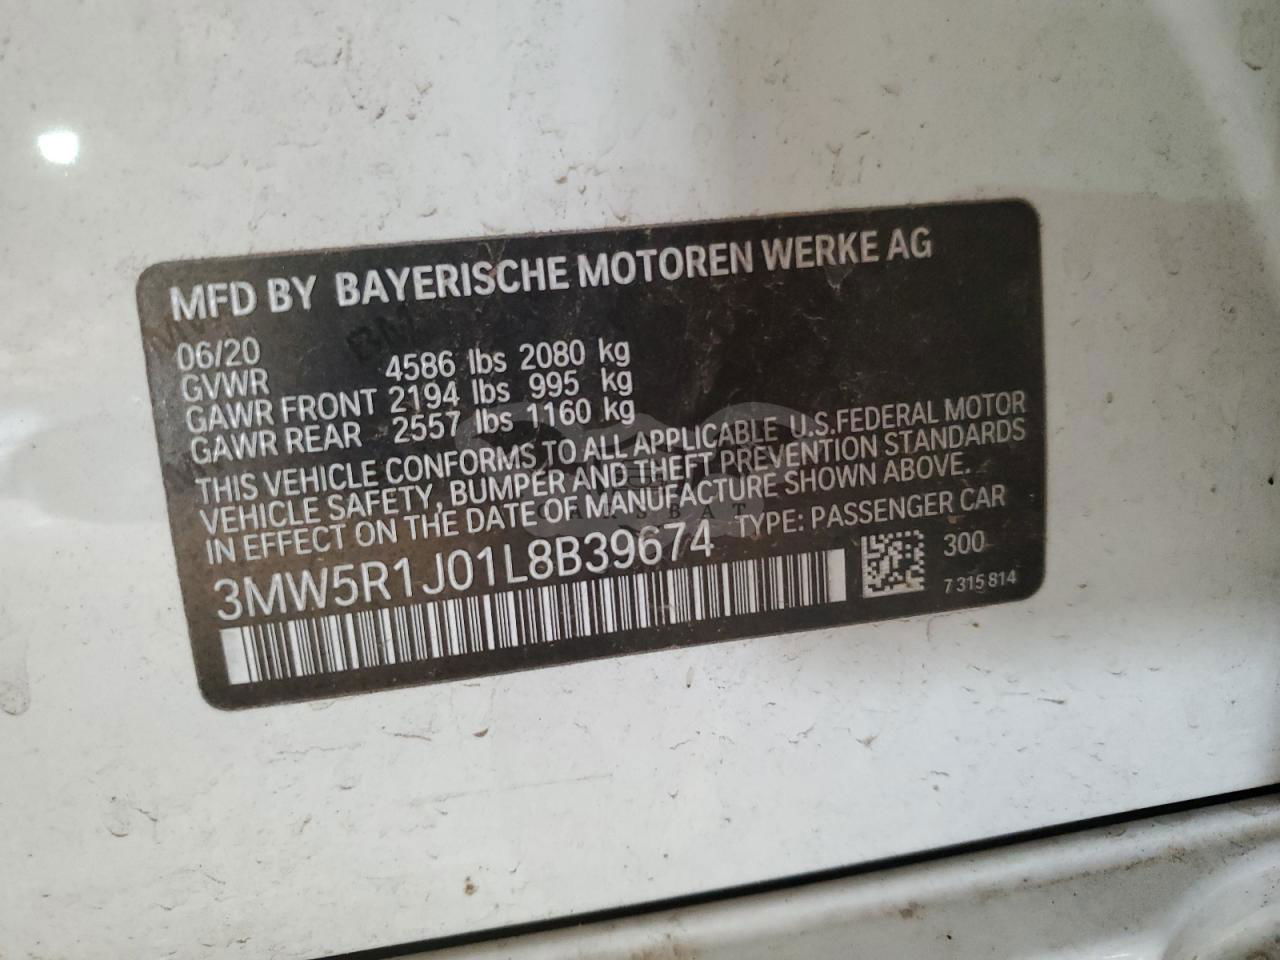 MFD BY BAYERISCHE MOTOREN WERKE AG
06/20
GVWR 4586 lbs 2080 kg
GAWR FRONT 2194 lbs 995 kg
GAWR REAR 2557 lbs 1160 kg
THIS VEHICLE CONFORMS TO ALL APPLICABLE U.S.FEDERAL MOTOR
VEHICLE SAFETY, BUMPER AND THEFT PREVENTION STANDARDS
IN EFFECT ON THE DATE OF MANUFACTURE SHOWN ABOVE.
CARSBAT
3MW5R1J01L8B39674 TYPE: PASSENGER CAR
300
7 315 814